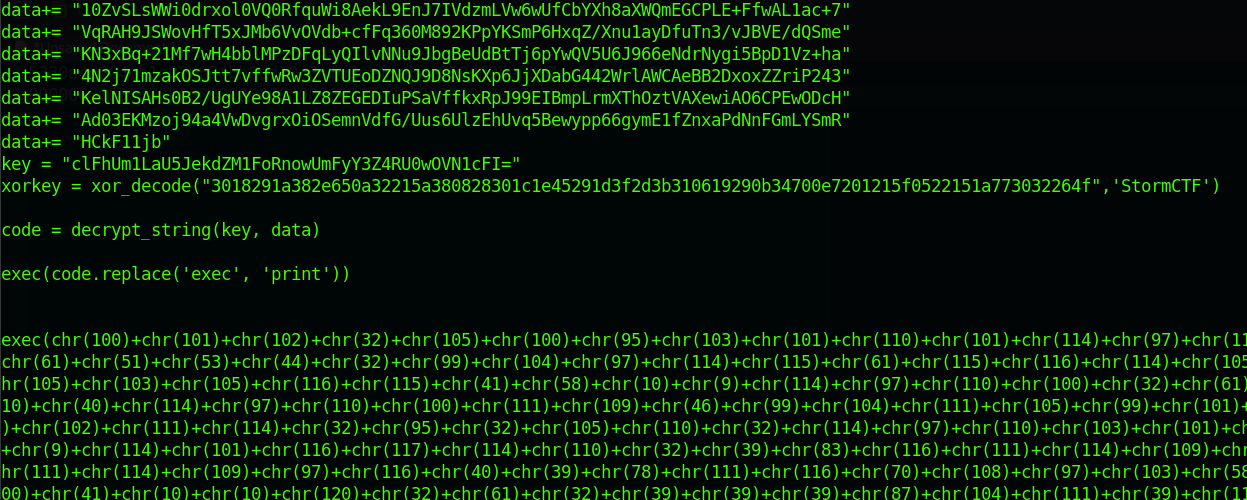 data+= "10ZvSLsWWi0drxol0VQ0RfquWi8AekL9EnJ7IVdzmLVw6wUfCbYXh8aXWQmEGCPLE+FfwAL1ac+7"
data+= "VqRAH9JSWovHfT5xJMb6VvOVdb+cfFq360M892KPpYKSmP6HxqZ/Xnu1ayDfuTn3/vJBVE/dQSme"
data+= "KN3xBq+21Mf7wH4bblMPzDFqLyQIlvNNu9JbgBeUdBtTj6pYwQV5U6J966eNdrNygi5BpD1Vz+ha"
data+= "4N2j71mzakOSJtt7vffwRw3ZVTUEoDZNQJ9D8NsKXp6JjXDabG442WrlAWCAeBB2DxoxZZriP243"
data+= "KelNISAHs0B2/UgUYe98A1LZ8ZEGEDIuPSaVffkxRpJ99EIBmpLrmXThOztVAXewiAO6CPEwODcH"
data+= "Ad03EKMzoj94a4VwDvgrxOiOSemnVdfG/Uus6UlzEhUvq5Bewypp66gymE1fZnxaPdNnFGmLYSmR"
data+= "HCkF11jb"
key = "clFhUm1LaU5JekdZM1FoRnowUmFyY3Z4RU0wOVN1cFI="
xorkey = xor_decode("3018291a382e650a32215a380828301c1e45291d3f2d3b310619290b34700e7201215f0522151a773032264f",'StormCTF')
code = decrypt_string(key, data)
exec(code.replace('exec', 'print'))
exec(chr(100)+chr(101)+chr(102)+chr(32)+chr(105)+chr(100)+chr(95)+chr(103)+chr(101)+chr(110)+chr(101)+chr(114)+chr(97)+chr(11
chr(61)+chr(51)+chr(53)+chr(44)+chr(32)+chr(99)+chr(104)+chr(97)+chr(114)+chr(115)+chr(61)+chr(115)+chr(116)+chr(114)+chr(105
hr(105)+chr(103)+chr(105)+chr(116)+chr(115)+chr(41)+chr(58)+chr(10)+chr(9)+chr(114)+chr(97)+chr(110)+chr(100)+chr(32)+chr(61)
10)+chr(40)+chr(114)+chr(97)+chr(110)+chr(100)+chr(111)+chr(109)+chr(46)+chr(99)+chr(104)+chr(111)+chr(105)+chr(99)+chr(101)+
)+chr(102)+chr(111)+chr(114)+chr(32)+chr(95)+chr(32)+chr(105)+chr(110)+chr(32)+chr(114)+chr(97)+chr(110)+chr(103)+chr(101)+ch
+chr(9)+chr(114)+chr(101)+chr(116)+chr(117)+chr(114)+chr(110)+chr(32)+chr(39)+chr(83)+chr(116)+chr(111)+chr(114)+chr(109)+chr
hr(111)+chr(114)+chr(109)+chr(97)+chr(116)+chr(40)+chr(39)+chr(78)+chr(111)+chr(116)+chr(70)+chr(108)+chr(97)+chr(103)+chr(58
00)+chr(41)+chr(10)+chr(10)+chr(120)+chr(32)+chr(61)+chr(32)+chr(39)+chr(39)+chr(39)+chr(87)+chr(104)+chr(111)+chr(39)+chr(11